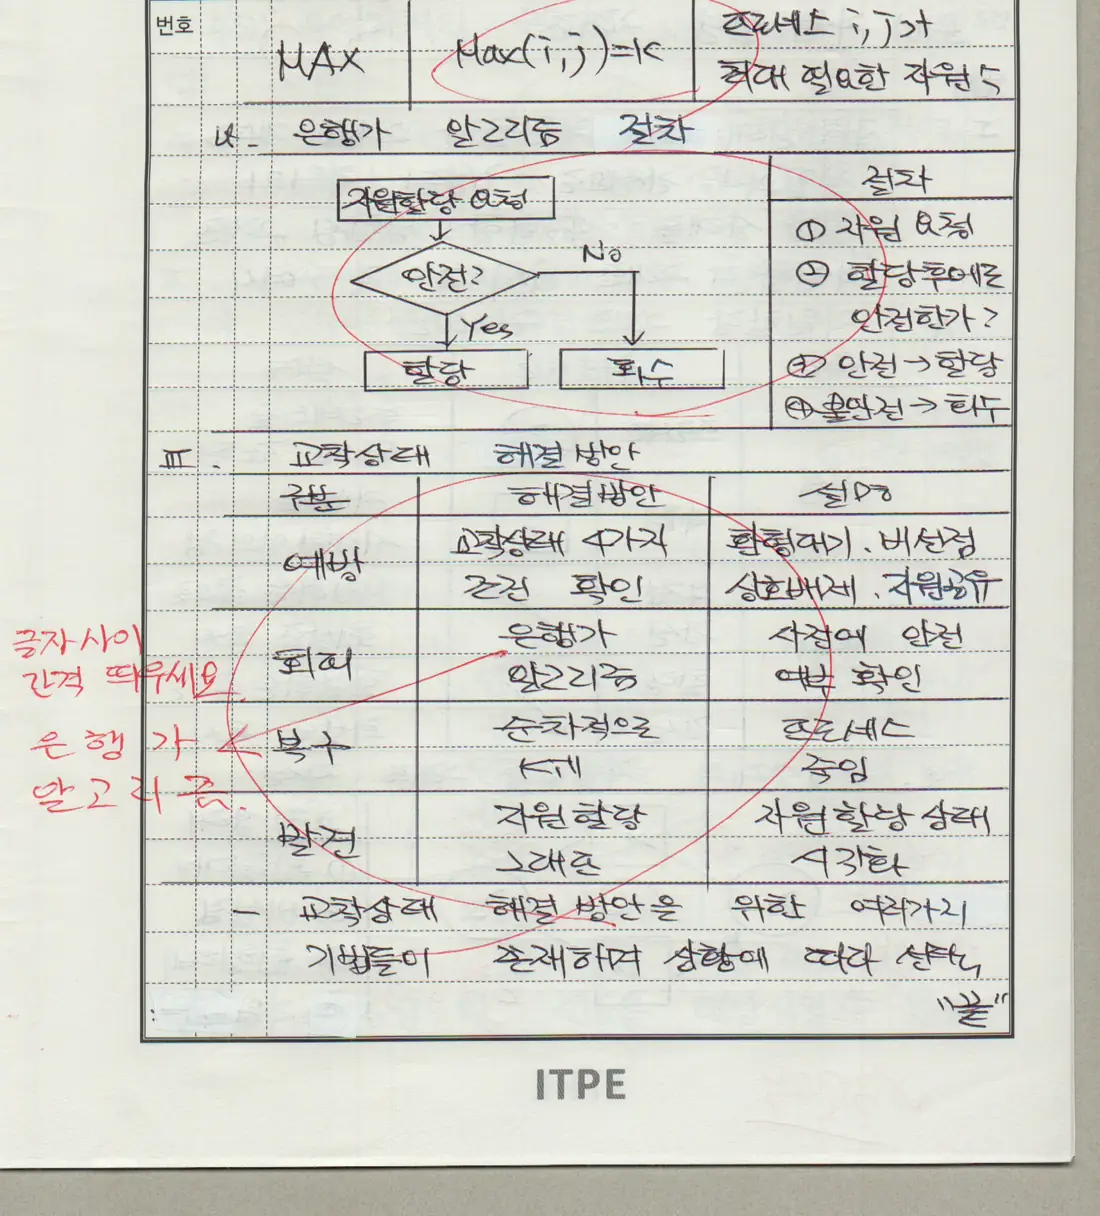 번호
MAX
Max(i,j)=K
프로세스 i, j가
최대 필요한 자원수
나. 은행가 알고리즘 절차
자원할당 요청
안전?
No
Yes
할당
회수
절차
① 자원 요청
② 할당후에도
안전한가?
③ 안전→할당
④ 불안전→회수
Ⅲ. 교착상태 해결방안
구분 해결방안 설명
예방
교착상태 4가지
조건 확인
환형대기. 비선점
상호배제. 자원공유
회피
은행가
알고리즘
사전에 안전
여부 확인
복구
순차적으로
Kill
프로세스
죽임
발견
자원할당
그래프
자원할당 상태
시각화
- 교착상태 해결방안을 위한 여러가지
기법들이 존재하며 상황에 따라 선택
"끝"
글자 사이
간격 띄우세요
은 행 가
알 고 리 즘.
ITPE